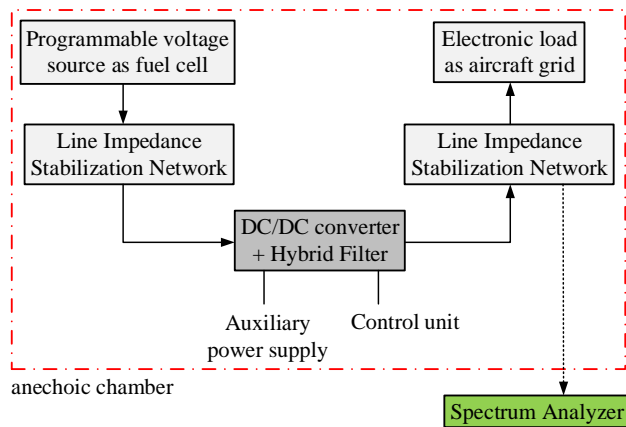 Programmable voltage
source as fuel cell
Electronic load
as aircraft grid
Line Impedance
Stabilization Network
Line Impedance
Stabilization Network
DC/DC converter
+ Hybrid Filter
Auxiliary
power supply
Control unit
anechoic chamber
Spectrum Analyzer